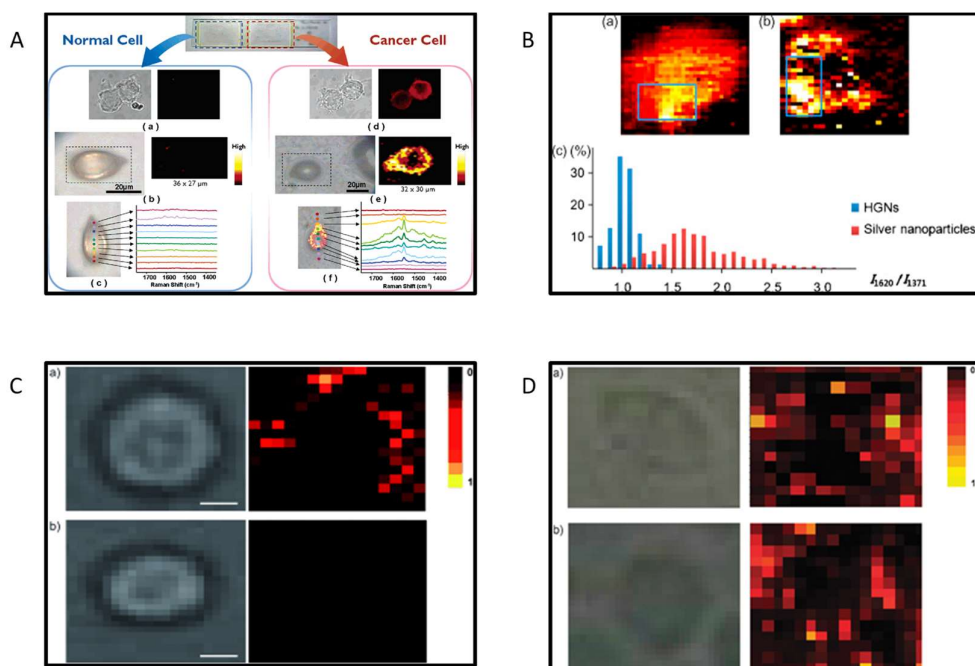 A
Normal Cell
Cancer Cell
( a )
( d )
20μm
36 x 27 μm
High
( b )
20μm
32 x 30 μm
High
( e )
( c )
1700 1600 1500 1400
Raman Shift (cm-1)
( f )
1700 1600 1500 1400
Raman Shift (cm-1)
B
(a)
(b)
(c) (%)
30
20
10
HGNs
Silver nanoparticles
1.0 1.5 2.0 2.5 3.0
I1620 / I1371
C
a)
0
1
b)
D
a)
0
1
b)